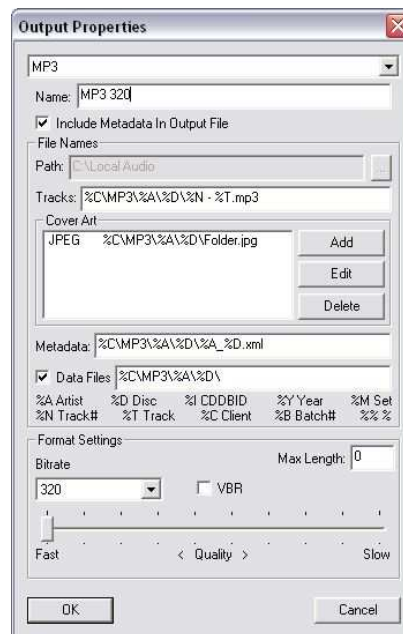 Output Properties
MP3
Name: MP3 320
Include Metadata In Output File
File Names
Path: C:\Local Audio ...
Tracks: %C\MP3\%A\%D\%N - %T.mp3
Cover Art
JPEG %C\MP3\%A\%D\Folder.jpg
Add
Edit
Delete
Metadata: %C\MP3\%A\%D\%A_%D.xml
Data Files %C\MP3\%A\%D\
%A Artist %D Disc %I CDDBID %Y Year %M Set
%N Track# %T Track %C Client %B Batch# %% %
Format Settings
Bitrate Max Length: 0
320 VBR
Fast < Quality > Slow
OK Cancel